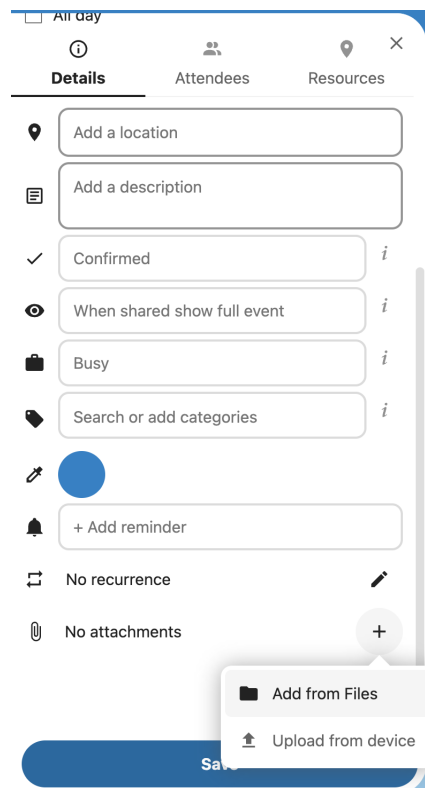 All day
Details
Attendees
Resources
Add a location
Add a description
Confirmed
i
When shared show full event
i
Busy
i
Search or add categories
i
+ Add reminder
No recurrence
No attachments
Add from Files
Upload from device
Save